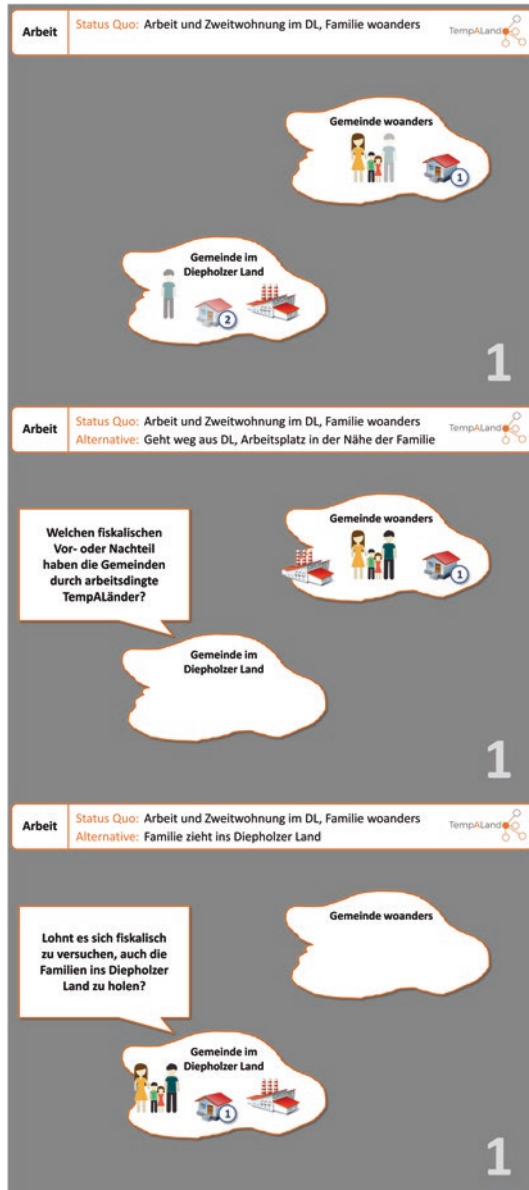 Arbeit
Status Quo: Arbeit und Zweitwohnung im DL, Familie woanders
TempALand
Gemeinde woanders
1
Gemeinde im
Diepholzer Land
2
1
Arbeit
Status Quo: Arbeit und Zweitwohnung im DL, Familie woanders
Alternative: Geht weg aus DL, Arbeitsplatz in der Nähe der Familie
TempALand
Welchen fiskalischen
Vor- oder Nachteil
haben die Gemeinden
durch arbeitsdingte
TempALänder?
Gemeinde woanders
1
Gemeinde im
Diepholzer Land
1
Arbeit
Status Quo: Arbeit und Zweitwohnung im DL, Familie woanders
Alternative: Familie zieht ins Diepholzer Land
TempALand
Gemeinde woanders
Lohnt es sich fiskalisch
zu versuchen, auch die
Familien ins Diepholzer
Land zu holen?
Gemeinde im
Diepholzer Land
1
1